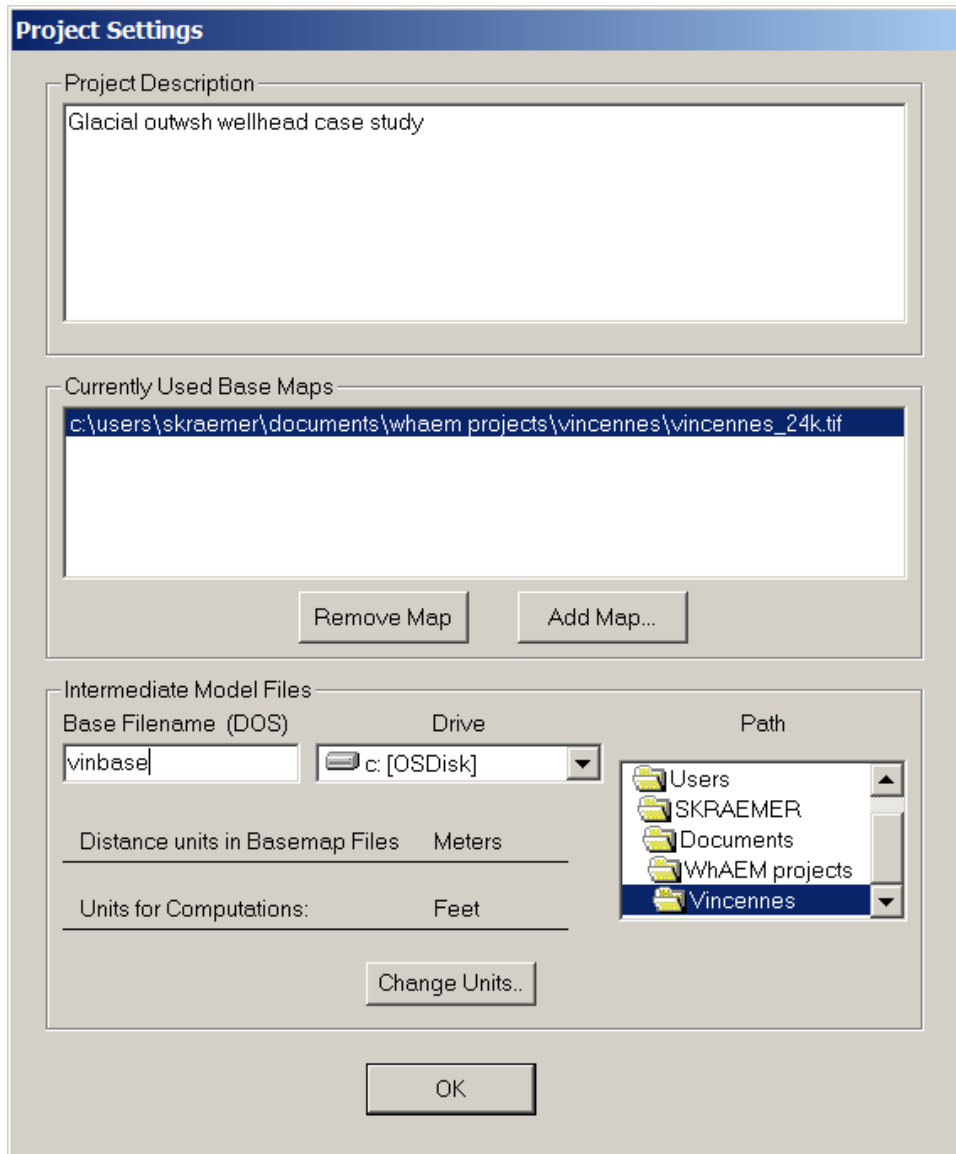 Project Settings
Project Description
Glacial outwsh wellhead case study
Currently Used Base Maps
c:\users\skraemer\documents\whaem projects\vincennes\vincennes_24k.tif
Remove Map
Add Map...
Intermediate Model Files
Base Filename (DOS)
Drive
Path
vinbase
c: [OSDisk]
Users
SKRAEMER
Documents
WhAEM projects
Vincennes
Distance units in Basemap Files
Meters
Units for Computations:
Feet
Change Units..
OK